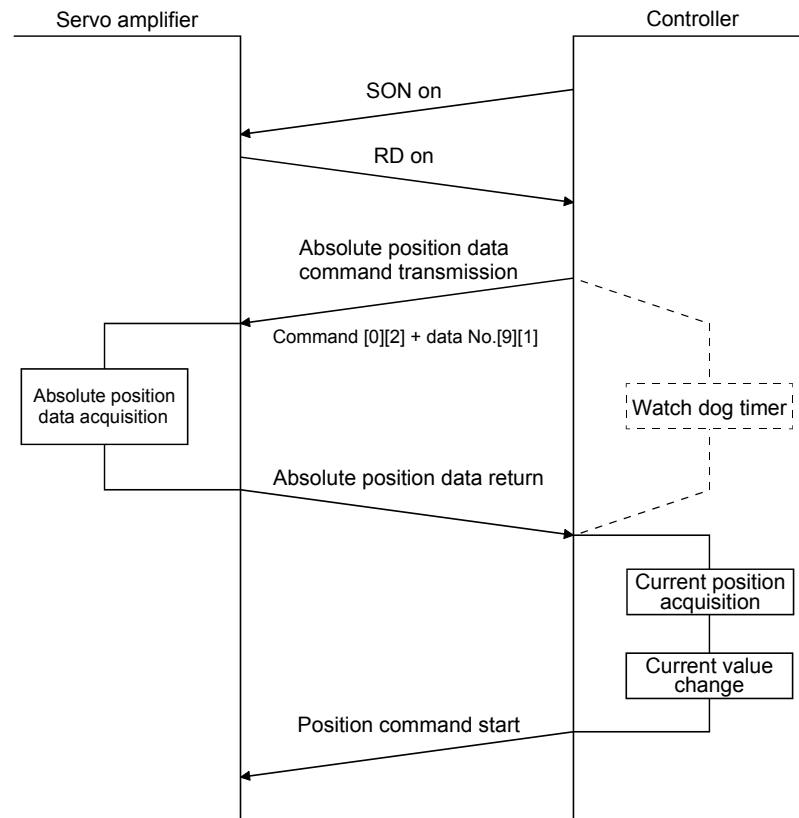 Servo amplifier
Controller
SON on
RD on
Absolute position data
command transmission
Command [0][2] + data No.[9][1]
Absolute position
data acquisition
Watch dog timer
Absolute position data return
Current position
acquisition
Current value
change
Position command start